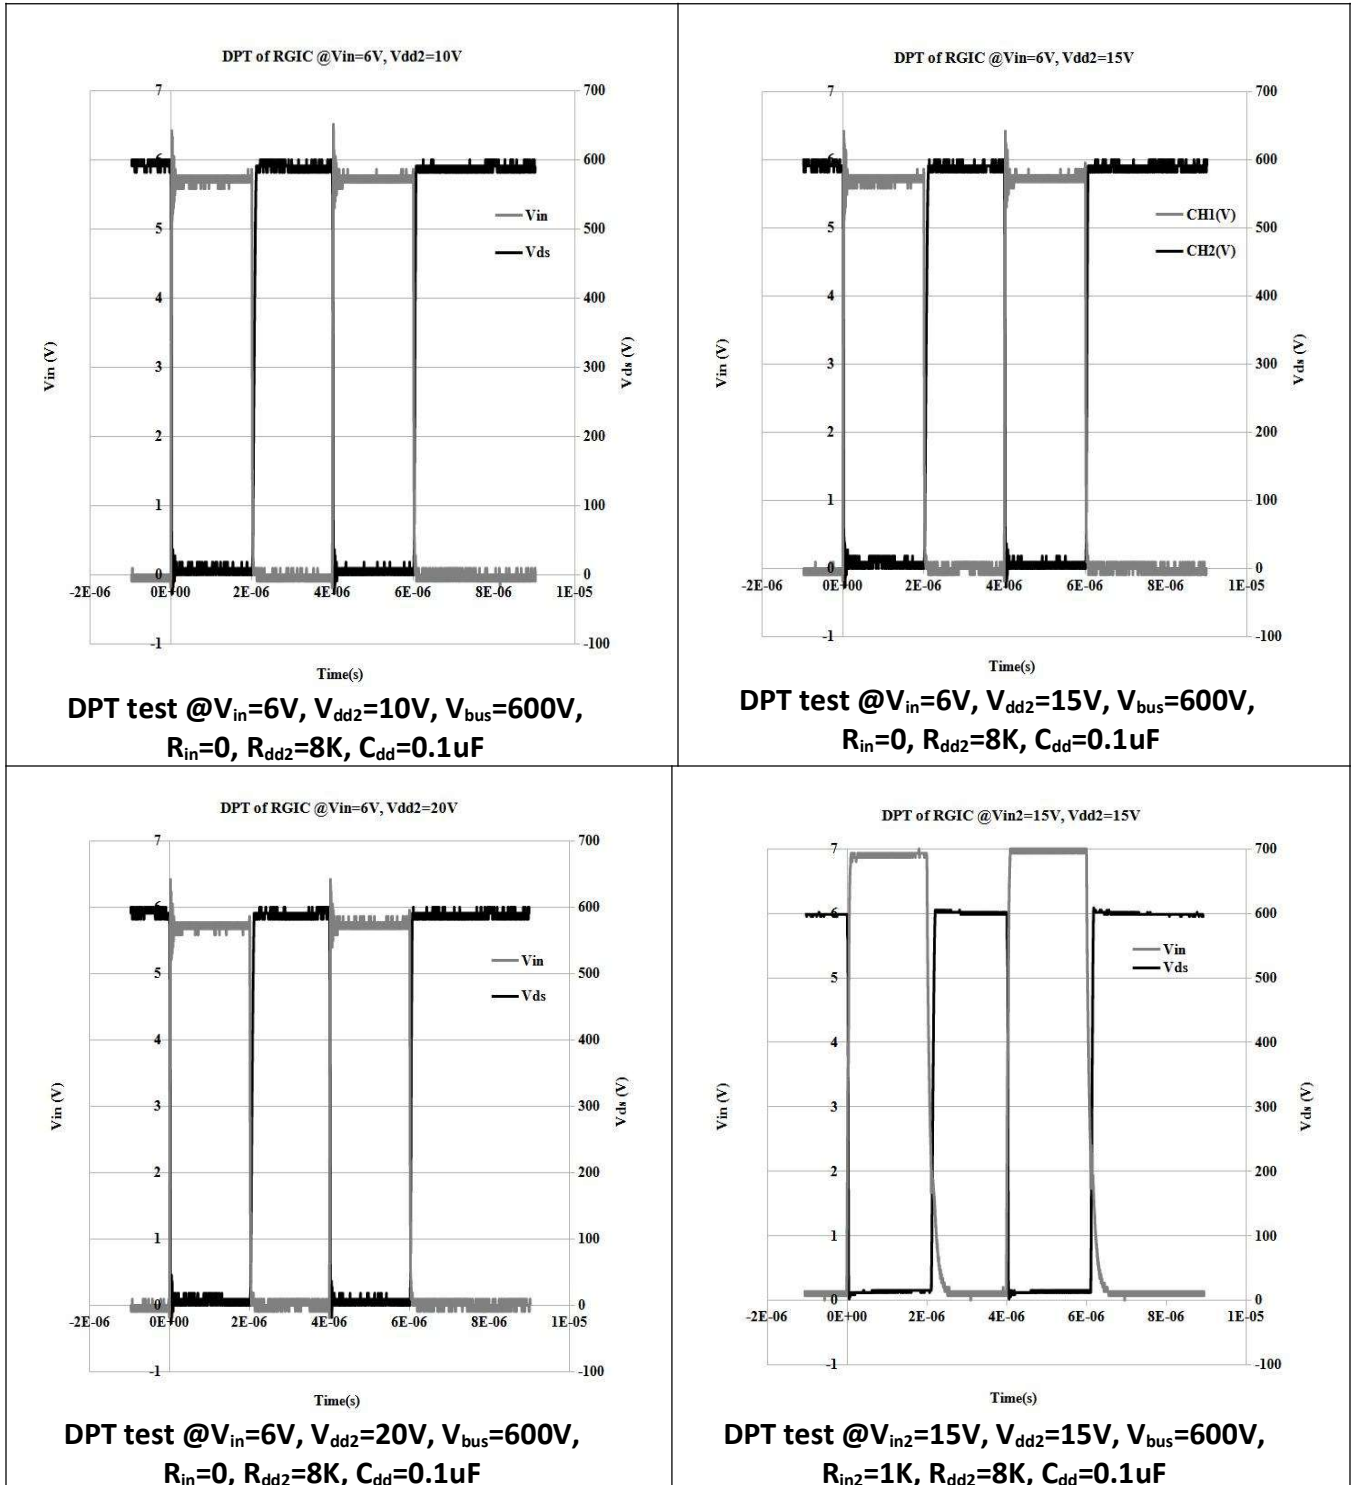 DPT of RGIC @Vin=6V, Vdd2=10V
7
6
5
4
3
2
1
0
-1
700
600
500
400
300
200
100
0
-100
-2E-06 0E+00 2E-06 4E-06 6E-06 8E-06 1E-05
Vin (V)
Vds (V)
Vin
Vds
Time(s)
DPT test @Vin=6V, Vdd2=10V, Vbus=600V,
Rin=0, Rdd2=8K, Cdd=0.1uF
DPT of RGIC @Vin=6V, Vdd2=15V
7
6
5
4
3
2
1
0
-1
700
600
500
400
300
200
100
0
-100
-2E-06 0E+00 2E-06 4E-06 6E-06 8E-06 1E-05
Vin (V)
Vds (V)
CH1(V)
CH2(V)
Time(s)
DPT test @Vin=6V, Vdd2=15V, Vbus=600V,
Rin=0, Rdd2=8K, Cdd=0.1uF
DPT of RGIC @Vin=6V, Vdd2=20V
7
6
5
4
3
2
1
0
-1
700
600
500
400
300
200
100
0
-100
-2E-06 0E+00 2E-06 4E-06 6E-06 8E-06 1E-05
Vin (V)
Vds (V)
Vin
Vds
Time(s)
DPT test @Vin=6V, Vdd2=20V, Vbus=600V,
Rin=0, Rdd2=8K, Cdd=0.1uF
DPT of RGIC @Vin2=15V, Vdd2=15V
7
6
5
4
3
2
1
0
-1
700
600
500
400
300
200
100
0
-100
-2E-06 0E+00 2E-06 4E-06 6E-06 8E-06 1E-05
Vin (V)
Vds (V)
Vin
Vds
Time(s)
DPT test @Vin2=15V, Vdd2=15V, Vbus=600V,
Rin2=1K, Rdd2=8K, Cdd=0.1uF